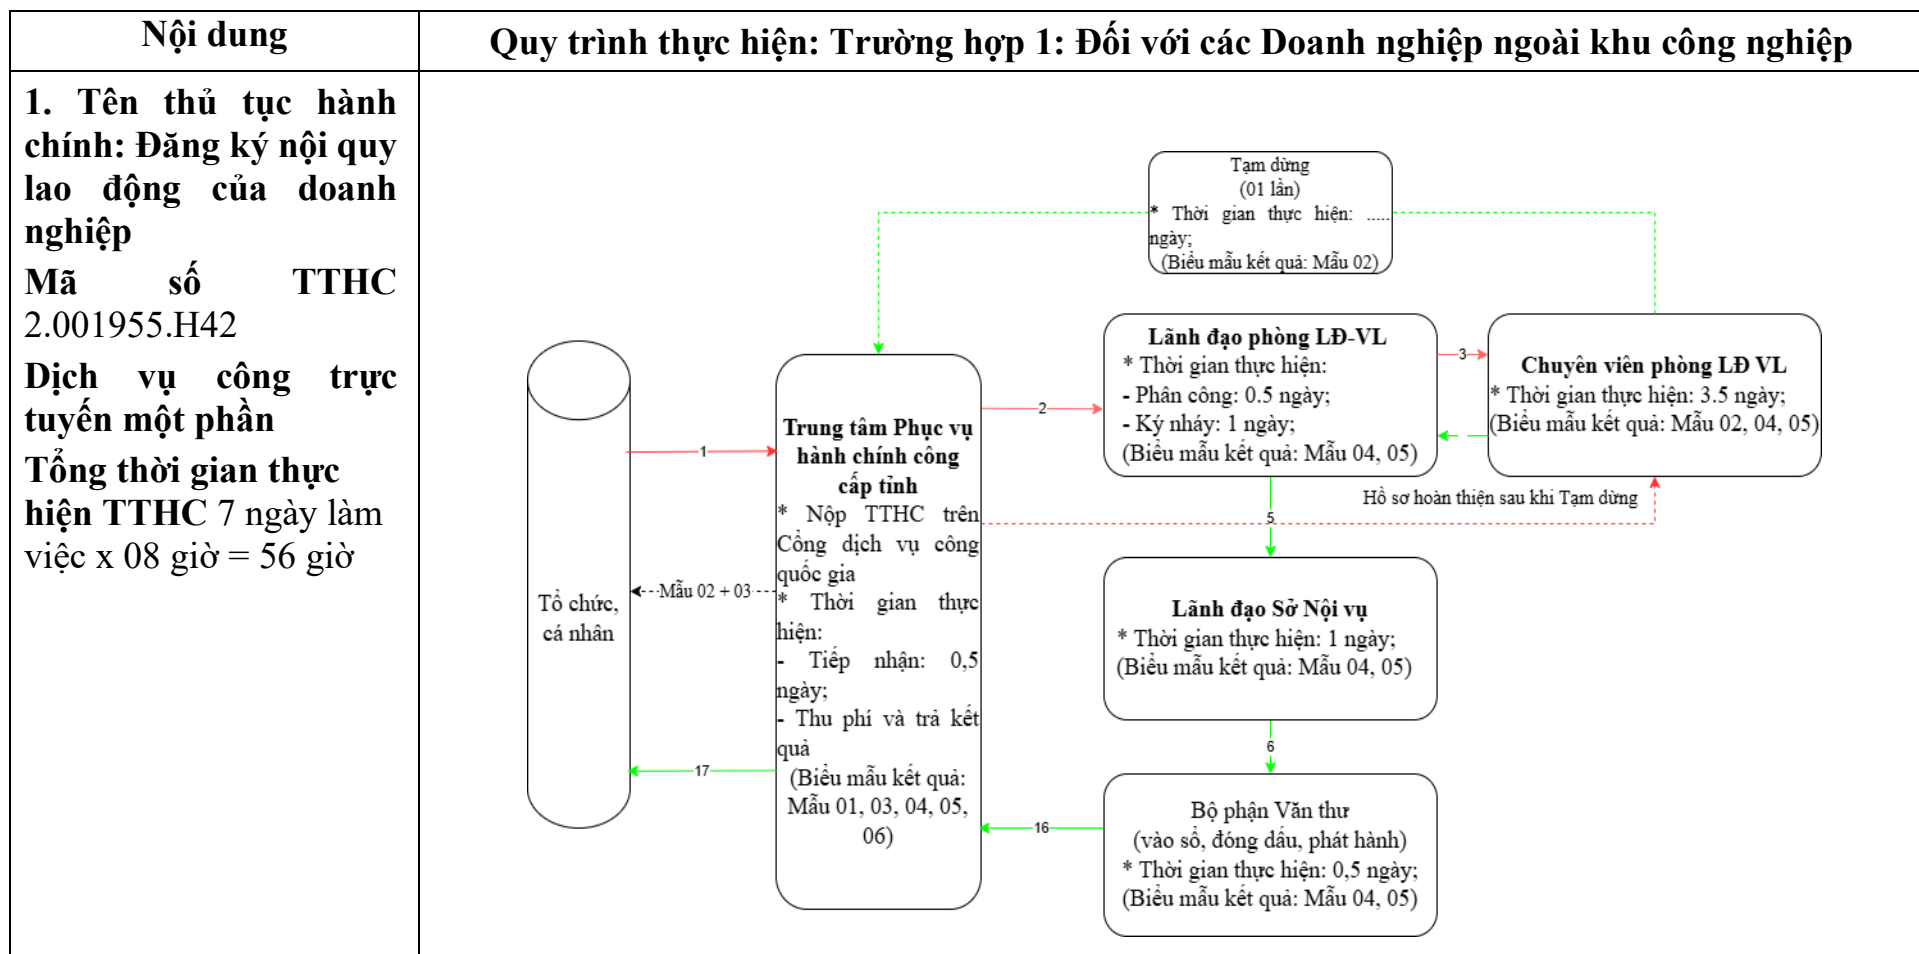 Nội dung
Quy trình thực hiện: Trường hợp 1: Đối với các Doanh nghiệp ngoài khu công nghiệp
1. Tên thủ tục hành
chính: Đăng ký nội quy
lao động của doanh
nghiệp
Mã số TTHC
2.001955.H42
Dịch vụ công trực
tuyến một phần
Tổng thời gian thực
hiện TTHC 7 ngày làm
việc x 08 giờ = 56 giờ
Tạm dừng
(01 lần)
* Thời gian thực hiện: .....
ngày;
(Biểu mẫu kết quả: Mẫu 02)
Tổ chức,
cá nhân
1
Mẫu 02 + 03
17
Trung tâm Phục vụ
hành chính công
cấp tỉnh
* Nộp TTHC trên
Cổng dịch vụ công
quốc gia
* Thời gian thực
hiện:
- Tiếp nhận: 0,5
ngày;
- Thu phí và trả kết
quả
(Biểu mẫu kết quả:
Mẫu 01, 03, 04, 05,
06)
2
Lãnh đạo phòng LĐ-VL
* Thời gian thực hiện:
- Phân công: 0.5 ngày;
- Ký nháy: 1 ngày;
(Biểu mẫu kết quả: Mẫu 04, 05)
3
Chuyên viên phòng LĐ VL
* Thời gian thực hiện: 3.5 ngày;
(Biểu mẫu kết quả: Mẫu 02, 04, 05)
Hồ sơ hoàn thiện sau khi Tạm dừng
5
Lãnh đạo Sở Nội vụ
* Thời gian thực hiện: 1 ngày;
(Biểu mẫu kết quả: Mẫu 04, 05)
6
Bộ phận Văn thư
(vào sổ, đóng dấu, phát hành)
* Thời gian thực hiện: 0,5 ngày;
(Biểu mẫu kết quả: Mẫu 04, 05)
16